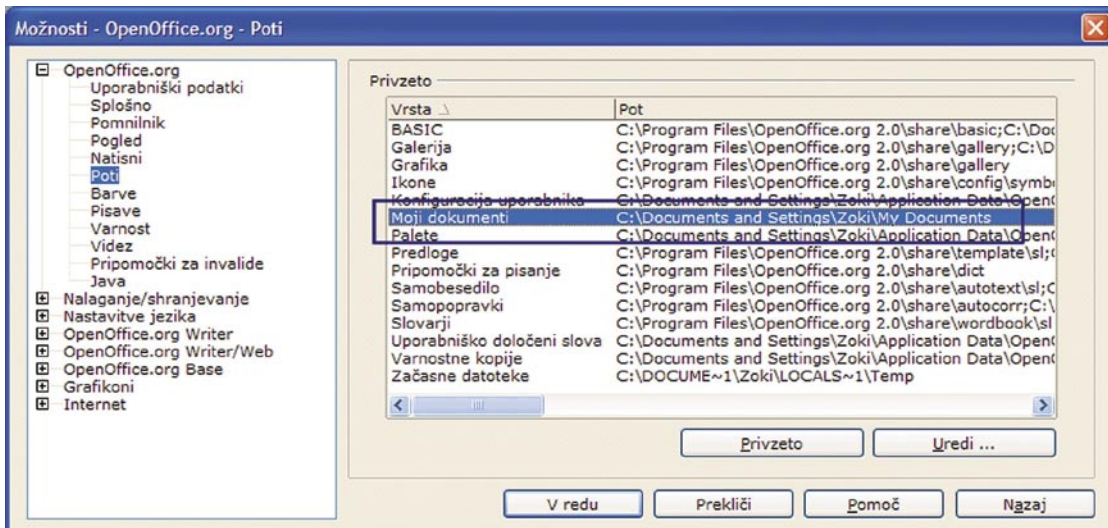 Možnosti - OpenOffice.org - Poti
OpenOffice.org
Uporabniški podatki
Splošno
Pomnilnik
Pogled
Natisni
Poti
Barve
Pisave
Varnost
Videz
Pripomočki za invalide
Java
Nalaganje/shranjevanje
Nastavitve jezika
OpenOffice.org Writer
OpenOffice.org Writer/Web
OpenOffice.org Base
Grafikoni
Internet
Privzeto
Vrsta Pot
BASIC C:\Program Files\OpenOffice.org 2.0\share\basic;C:\Doc
Galerija C:\Program Files\OpenOffice.org 2.0\share\gallery;C:\D
Grafika C:\Program Files\OpenOffice.org 2.0\share\gallery
Ikone C:\Program Files\OpenOffice.org 2.0\share\config\symb
Konfiguracija uporabnika C:\Documents and Settings\Zoki\Application Data\Open
Moji dokumenti C:\Documents and Settings\Zoki\My Documents
Palete C:\Documents and Settings\Zoki\Application Data\Open
Predloge C:\Program Files\OpenOffice.org 2.0\share\template\sl;
Pripomočki za pisanje C:\Program Files\OpenOffice.org 2.0\share\dict
Samobesedilo C:\Program Files\OpenOffice.org 2.0\share\autotext\sl;C
Samopopravki C:\Program Files\OpenOffice.org 2.0\share\autocorr;C:\
Slovarji C:\Program Files\OpenOffice.org 2.0\share\wordbook\sl
Uporabniško določeni slova C:\Documents and Settings\Zoki\Application Data\Open
Varnostne kopije C:\Documents and Settings\Zoki\Application Data\Open
Začasne datoteke C:\DOCUME~1\Zoki\LOCALS~1\Temp
Privzeto Uredi ...
V redu Prekliči Pomoč Nazaj